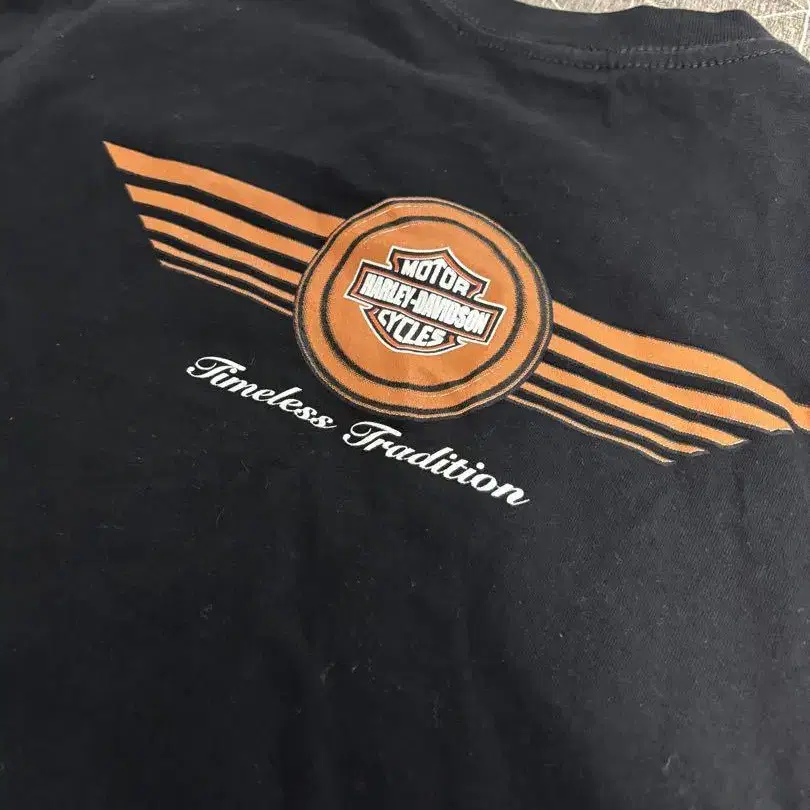 MOTOR
HARLEY-DAVIDSON
CYCLES
Timeless Tradition